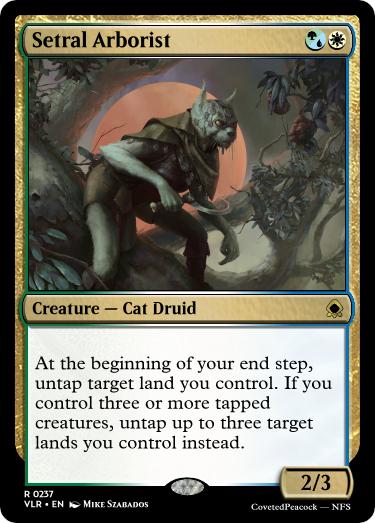 Setral Arborist
Creature — Cat Druid
At the beginning of your end step,
untap target land you control. If you
control three or more tapped
creatures, untap up to three target
lands you control instead.
2/3
R 0237
VLR • EN Mike Szabados
CovetedPeacock — NFS